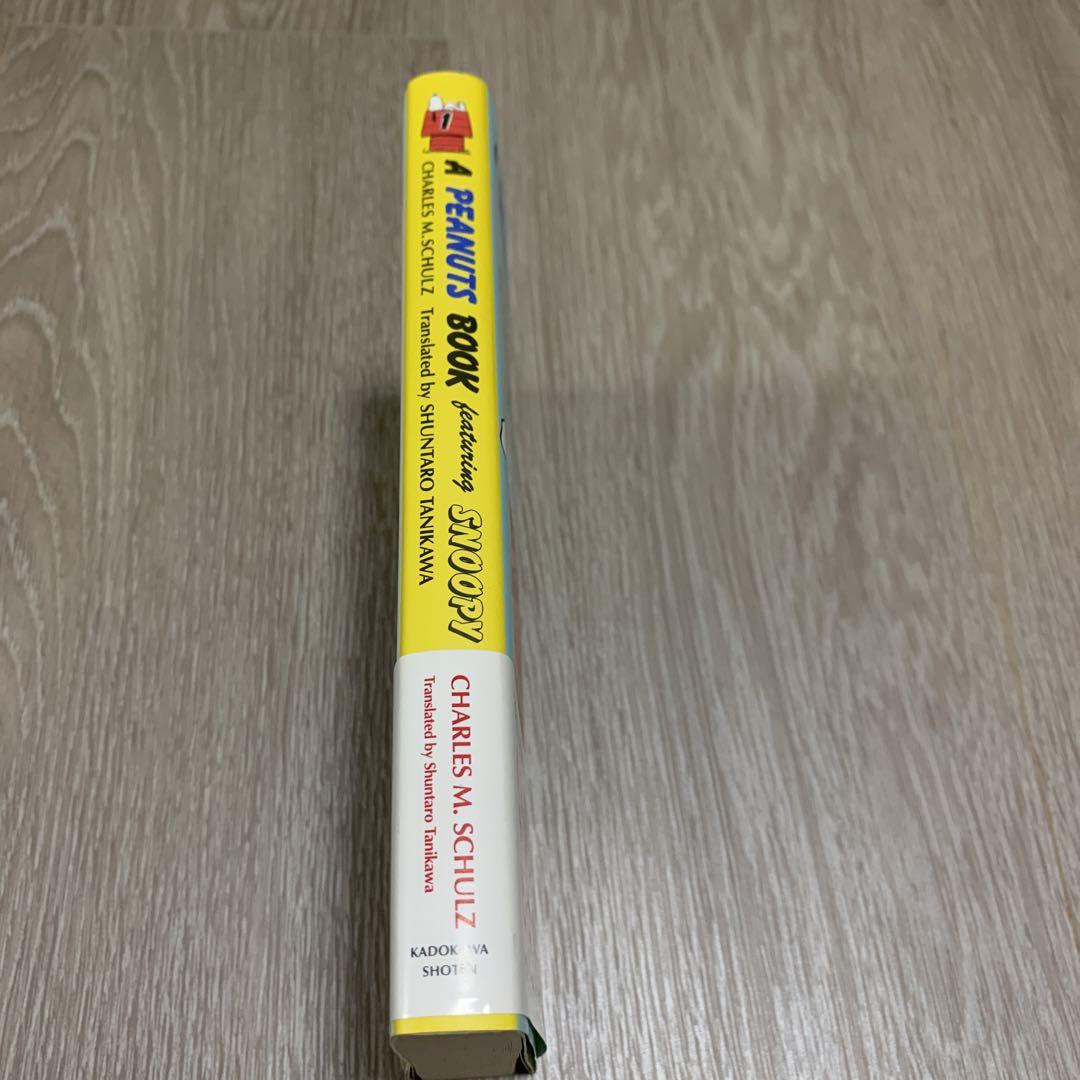 1
A PEANUTS BOOK featuring SNOOPY
CHARLES M. SCHULZ Translated by SHUNTARO TANIKAWA
CHARLES M. SCHULZ
Translated by Shuntaro Tanikawa
KADOKAWA
SHOTEN